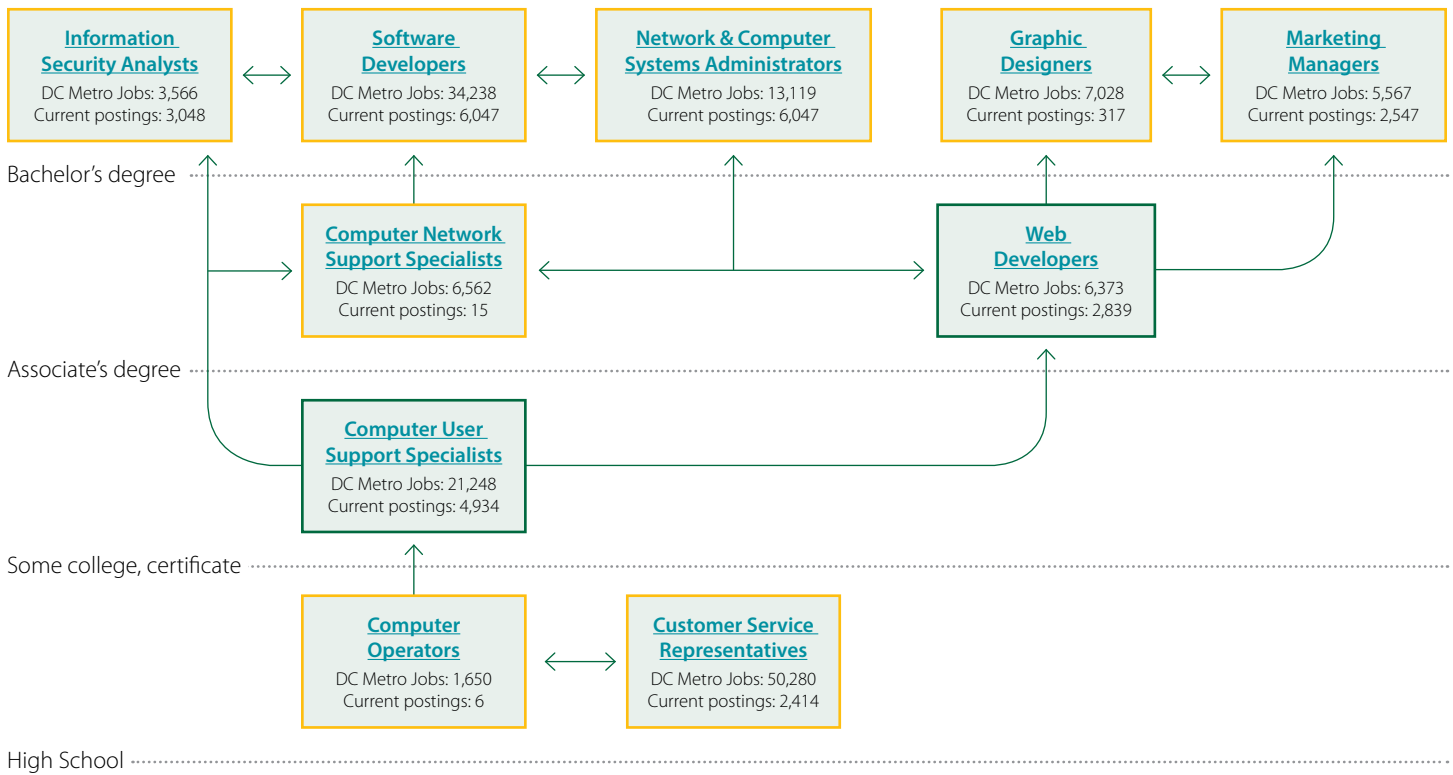 Information
Security Analysts
DC Metro Jobs: 3,566
Current postings: 3,048
Software
Developers
DC Metro Jobs: 34,238
Current postings: 6,047
Network & Computer
Systems Administrators
DC Metro Jobs: 13,119
Current postings: 6,047
Graphic
Designers
DC Metro Jobs: 7,028
Current postings: 317
Marketing
Managers
DC Metro Jobs: 5,567
Current postings: 2,547
Bachelor’s degree
Computer Network
Support Specialists
DC Metro Jobs: 6,562
Current postings: 15
Web
Developers
DC Metro Jobs: 6,373
Current postings: 2,839
Associate’s degree
Computer User
Support Specialists
DC Metro Jobs: 21,248
Current postings: 4,934
Some college, certificate
Computer
Operators
DC Metro Jobs: 1,650
Current postings: 6
Customer Service
Representatives
DC Metro Jobs: 50,280
Current postings: 2,414
High School